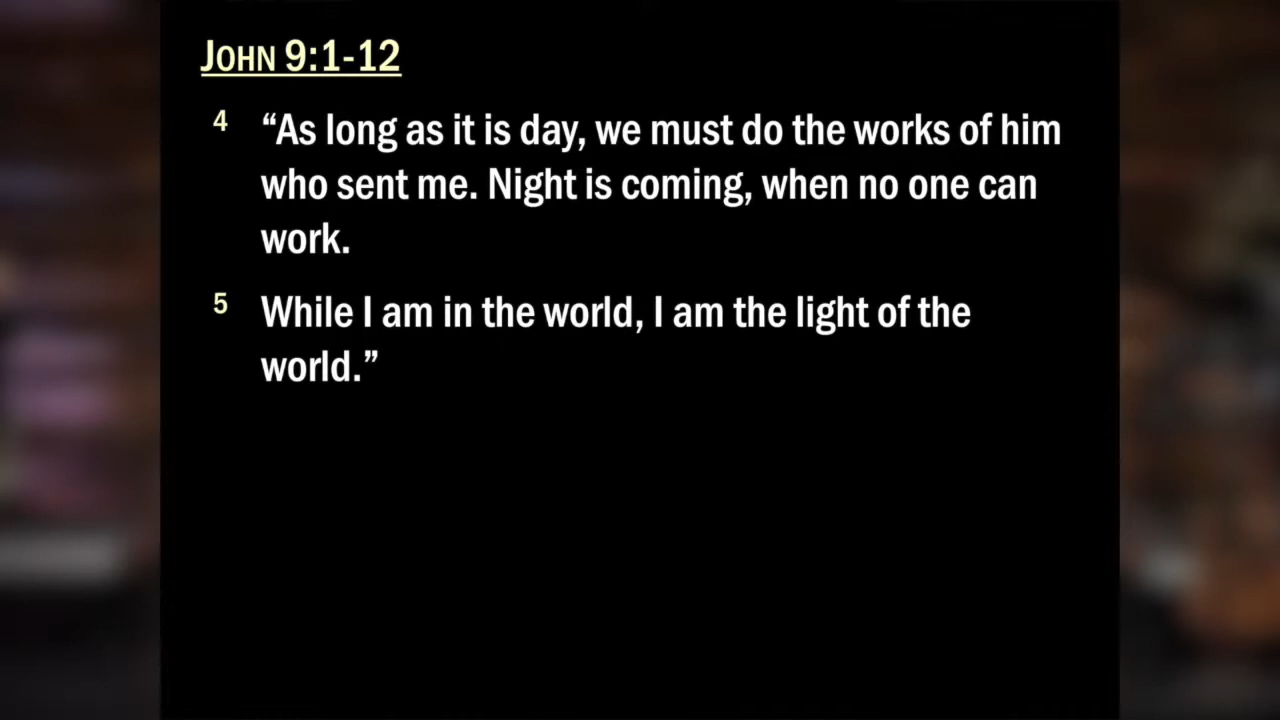 John 9:1-12
4 “As long as it is day, we must do the works of him
who sent me. Night is coming, when no one can
work.
5 While I am in the world, I am the light of the
world.”